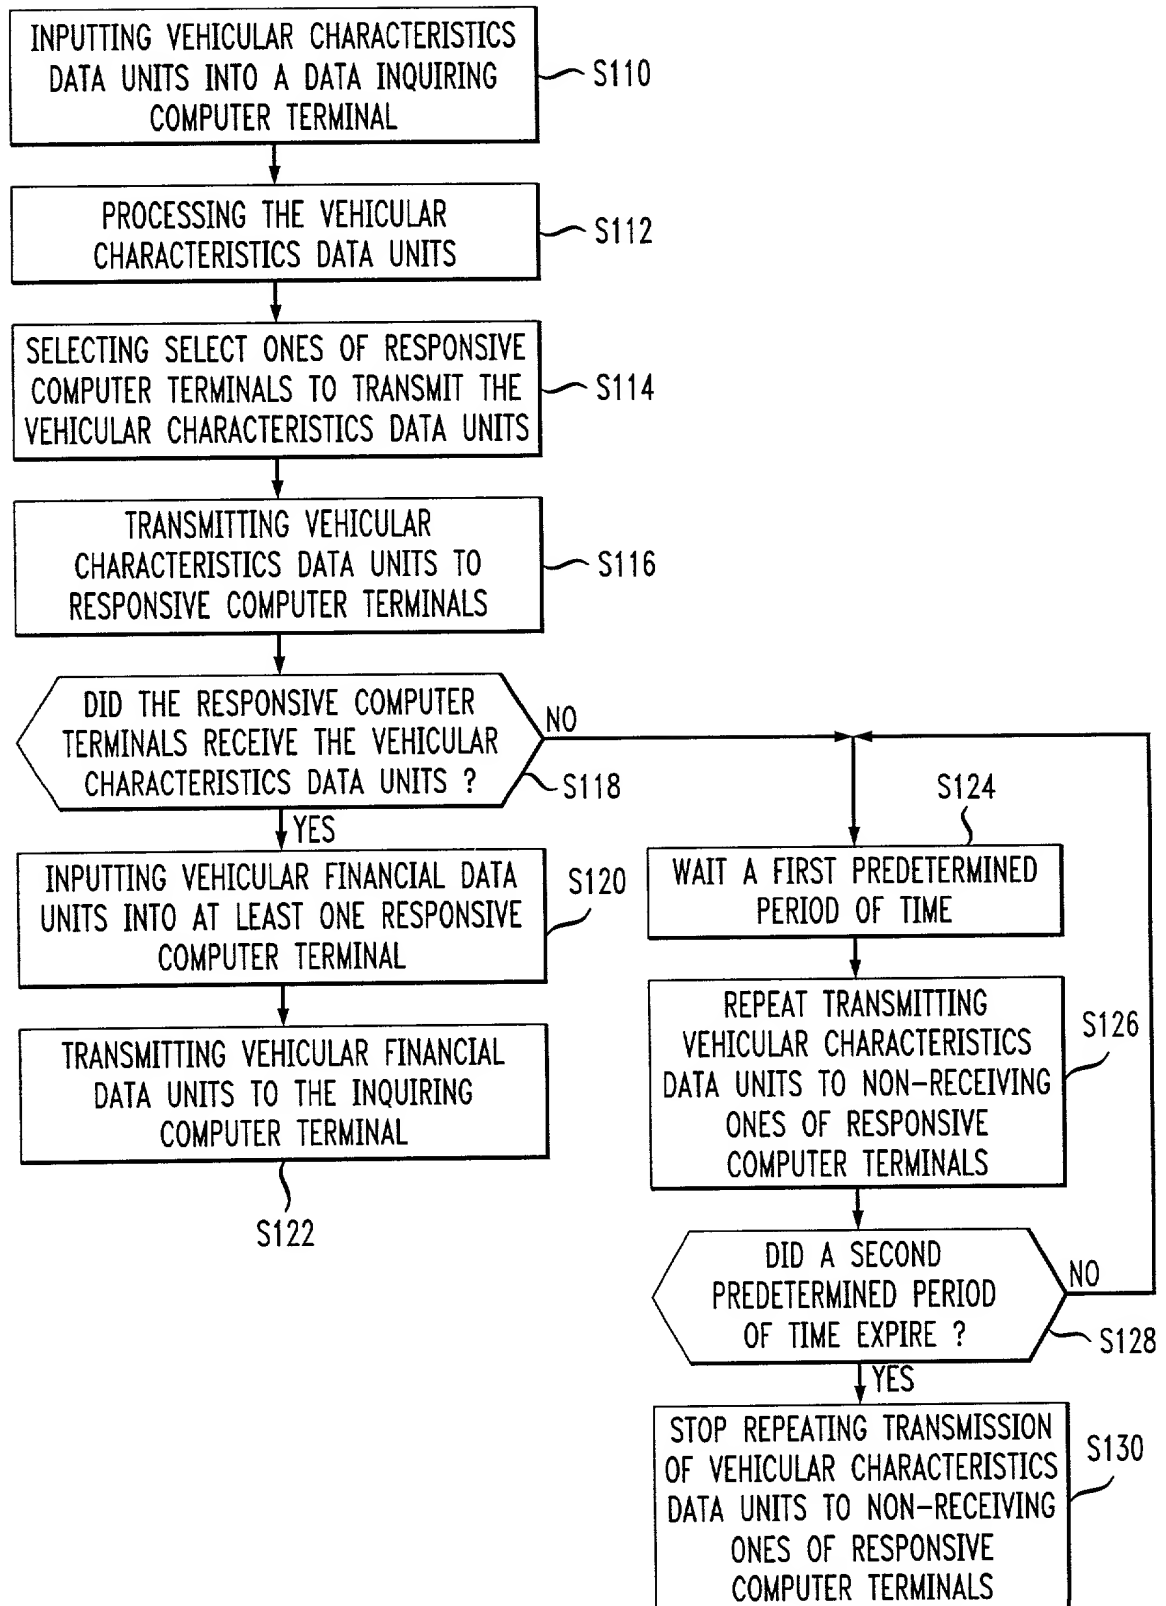 INPUTTING VEHICULAR CHARACTERISTICS
DATA UNITS INTO A DATA INQUIRING
COMPUTER TERMINAL
S110
PROCESSING THE VEHICULAR
CHARACTERISTICS DATA UNITS
S112
SELECTING SELECT ONES OF RESPONSIVE
COMPUTER TERMINALS TO TRANSMIT THE
VEHICULAR CHARACTERISTICS DATA UNITS
S114
TRANSMITTING VEHICULAR
CHARACTERISTICS DATA UNITS TO
RESPONSIVE COMPUTER TERMINALS
S116
DID THE RESPONSIVE COMPUTER
TERMINALS RECEIVE THE VEHICULAR
CHARACTERISTICS DATA UNITS ?
S118
NO
YES
INPUTTING VEHICULAR FINANCIAL DATA
UNITS INTO AT LEAST ONE RESPONSIVE
COMPUTER TERMINAL
S120
TRANSMITTING VEHICULAR FINANCIAL
DATA UNITS TO THE INQUIRING
COMPUTER TERMINAL
S122
S124
WAIT A FIRST PREDETERMINED
PERIOD OF TIME
REPEAT TRANSMITTING
VEHICULAR CHARACTERISTICS
DATA UNITS TO NON-RECEIVING
ONES OF RESPONSIVE
COMPUTER TERMINALS
S126
DID A SECOND
PREDETERMINED PERIOD
OF TIME EXPIRE ?
NO
S128
YES
STOP REPEATING TRANSMISSION
OF VEHICULAR CHARACTERISTICS
DATA UNITS TO NON-RECEIVING
ONES OF RESPONSIVE
COMPUTER TERMINALS
S130